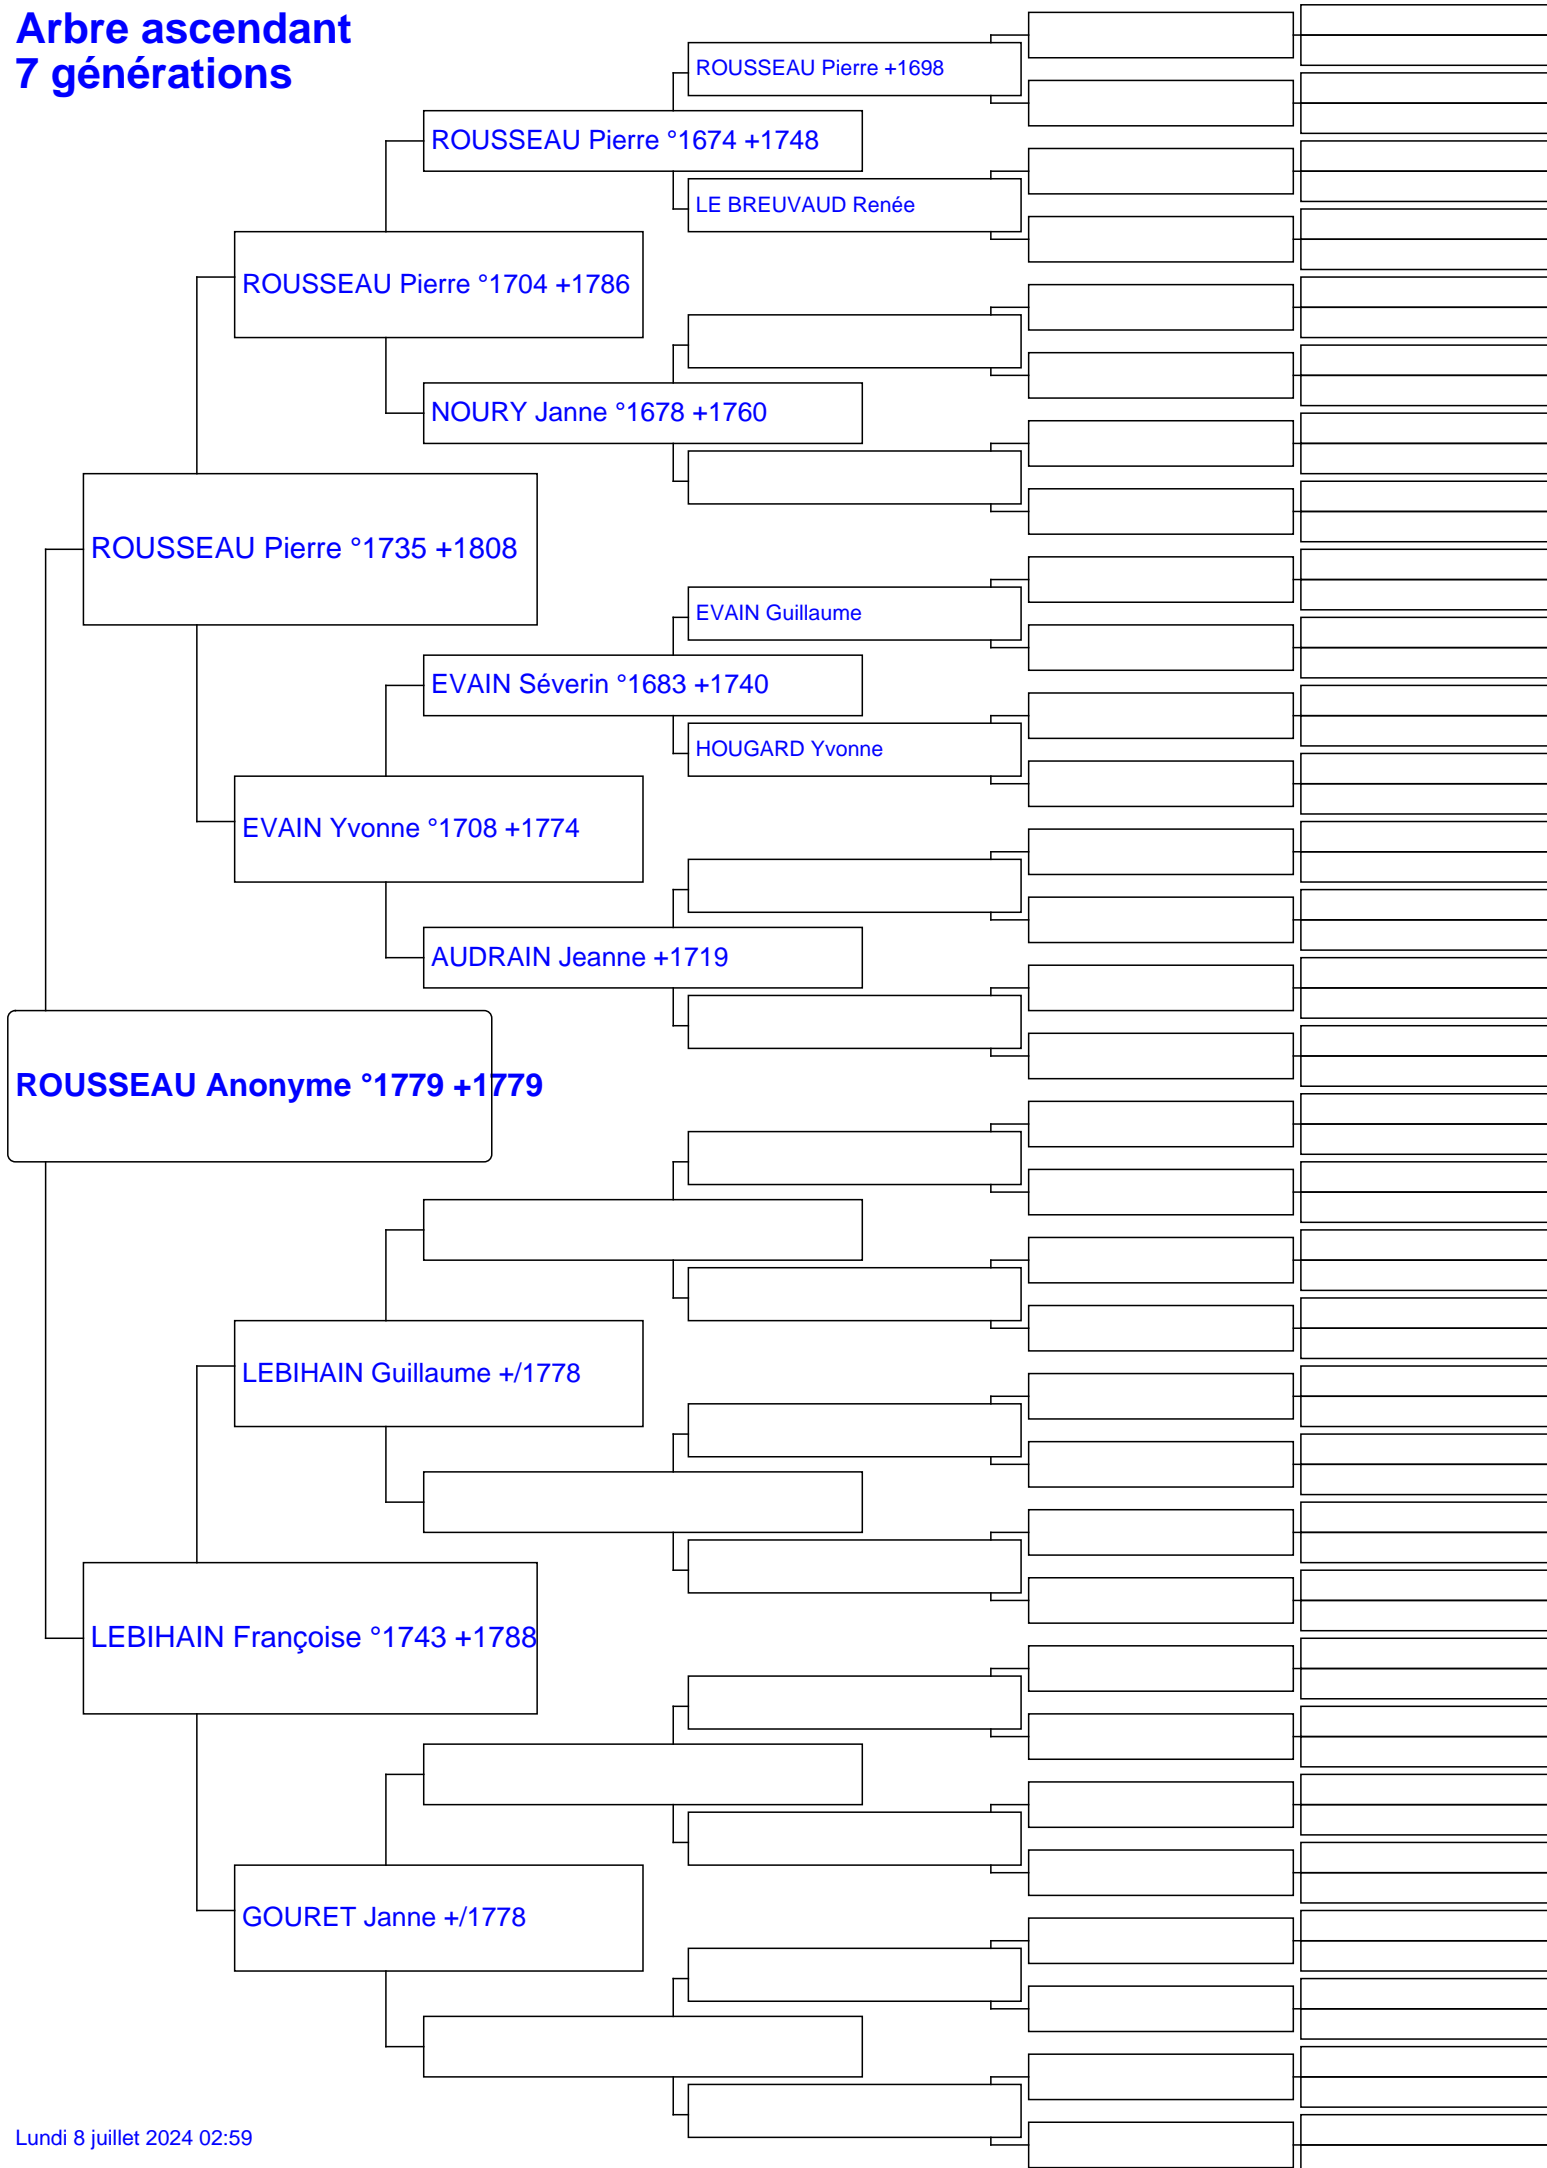 Arbre ascendant
7 générations
ROUSSEAU Pierre +1698
ROUSSEAU Pierre °1674 +1748
LE BREUVAUD Renée
ROUSSEAU Pierre °1704 +1786
NOURY Janne °1678 +1760
ROUSSEAU Pierre °1735 +1808
EVAIN Guillaume
EVAIN Séverin °1683 +1740
HOUGARD Yvonne
EVAIN Yvonne °1708 +1774
AUDRAIN Jeanne +1719
ROUSSEAU Anonyme °1779 +1779
LEBIHAIN Guillaume +/1778
LEBIHAIN Françoise °1743 +1788
GOURET Janne +/1778
Lundi 8 juillet 2024 02:59